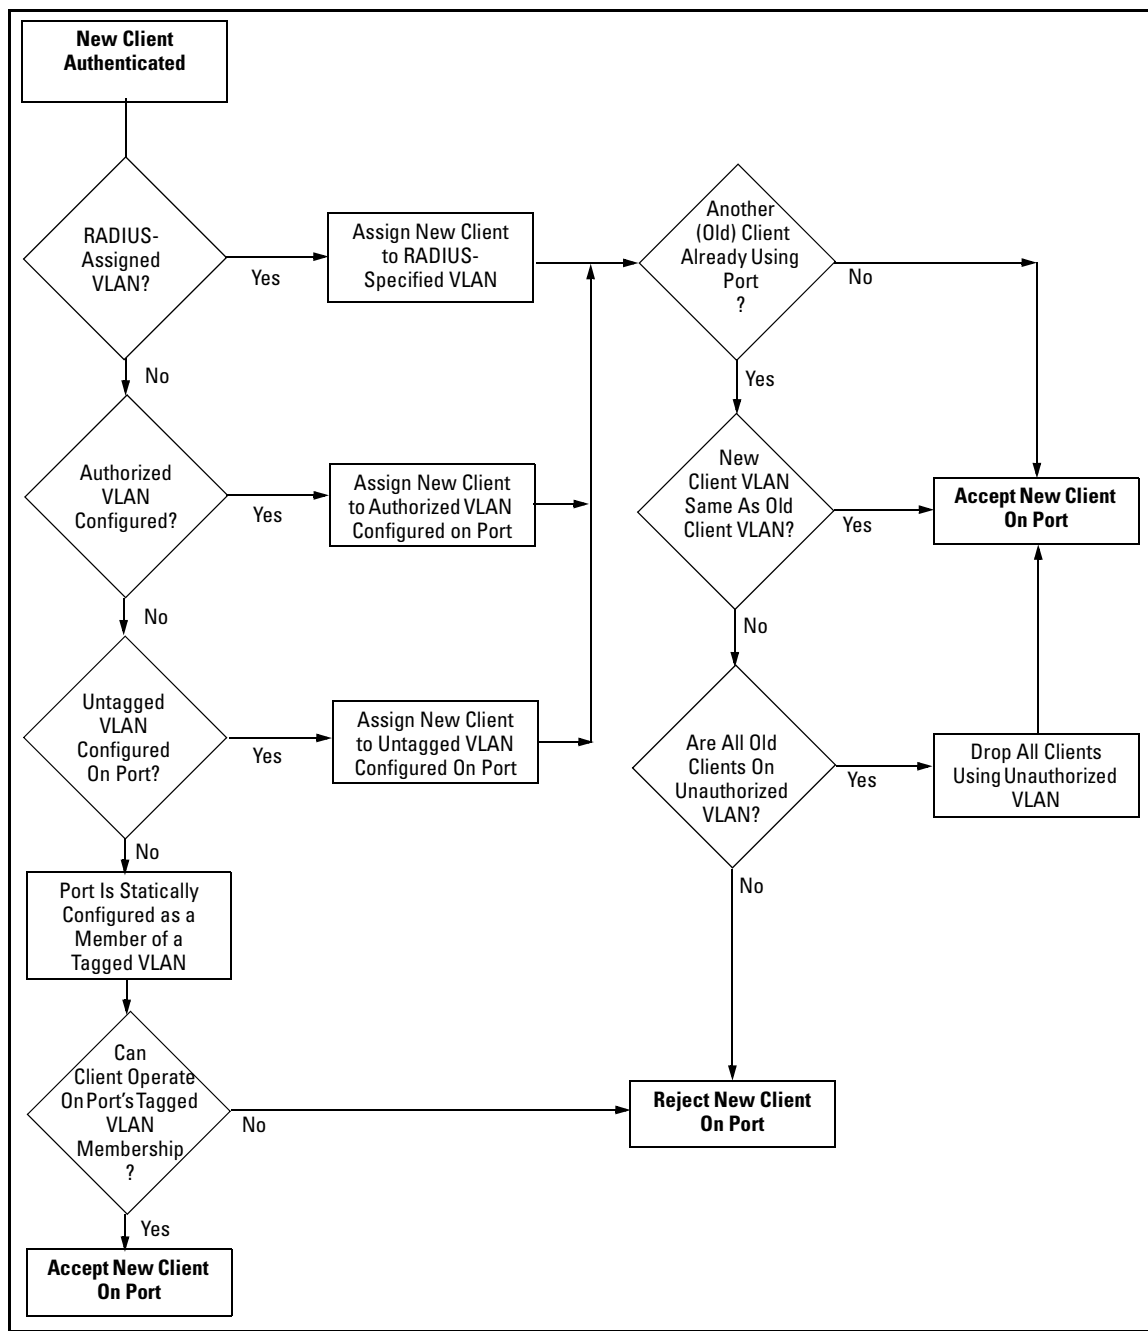 New Client
Authenticated
RADIUS-
Assigned
VLAN?
Yes
Assign New Client
to RADIUS-
Specified VLAN
Another
(Old) Client
Already Using
Port
?
No
No
Yes
Authorized
VLAN
Configured?
Yes
Assign New Client
to Authorized VLAN
Configured on Port
New
Client VLAN
Same As Old
Client VLAN?
Yes
Accept New Client
On Port
No
No
Untagged
VLAN
Configured
On Port?
Yes
Assign New Client
to Untagged VLAN
Configured On Port
Are All Old
Clients On
Unauthorized
VLAN?
Yes
Drop All Clients
Using Unauthorized
VLAN
No
No
Port Is Statically
Configured as a
Member of a
Tagged VLAN
Can
Client Operate
On Port's Tagged
VLAN
Membership
?
No
Reject New Client
On Port
Yes
Accept New Client
On Port